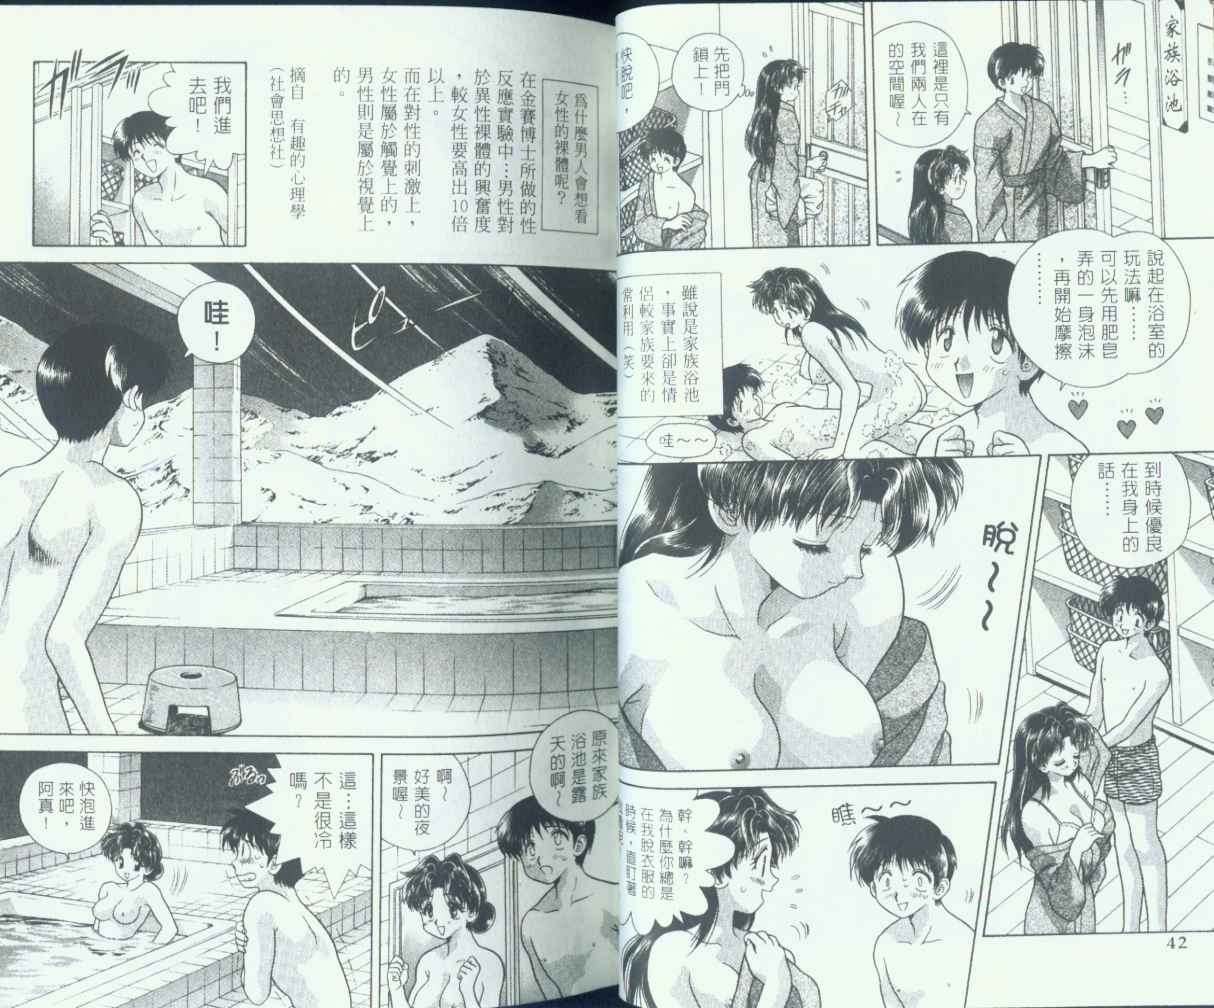 家族浴池
這裡是只有
我們兩人在
的空間喔～
ガラ…
先把門
鎖上！
快脫吧，
說起在浴室的
玩法嘛……
可以先用肥皂
弄的一身泡沫
，再開始摩擦
………
雖說是家族浴池
，事實上卻是情
侶較家族要來的
常利用（笑）
哇～～
到時候優良
在我身上的
話……
脫～～
瞧～～
幹、幹嘛？
為什麼你總是
在我脫衣服的
時候，直盯著
42
為什麼男人會想看
女性的裸體呢？
在金賽博士所做的性
反應實驗中…男性對
於異性裸體的興奮度
，較女性要高出10倍
以上。
而在對性的刺激上，
女性屬於觸覺上的，
男性則是屬於視覺上
的。
摘自　有趣的心理學
（社會思想社）
我們進
去吧！
ガラガラ
哇！
原來家族
浴池是露
天的啊～
啊～
好美的夜
景喔～
這…這樣
不是很冷
嗎？
快泡進
來吧，
阿真！